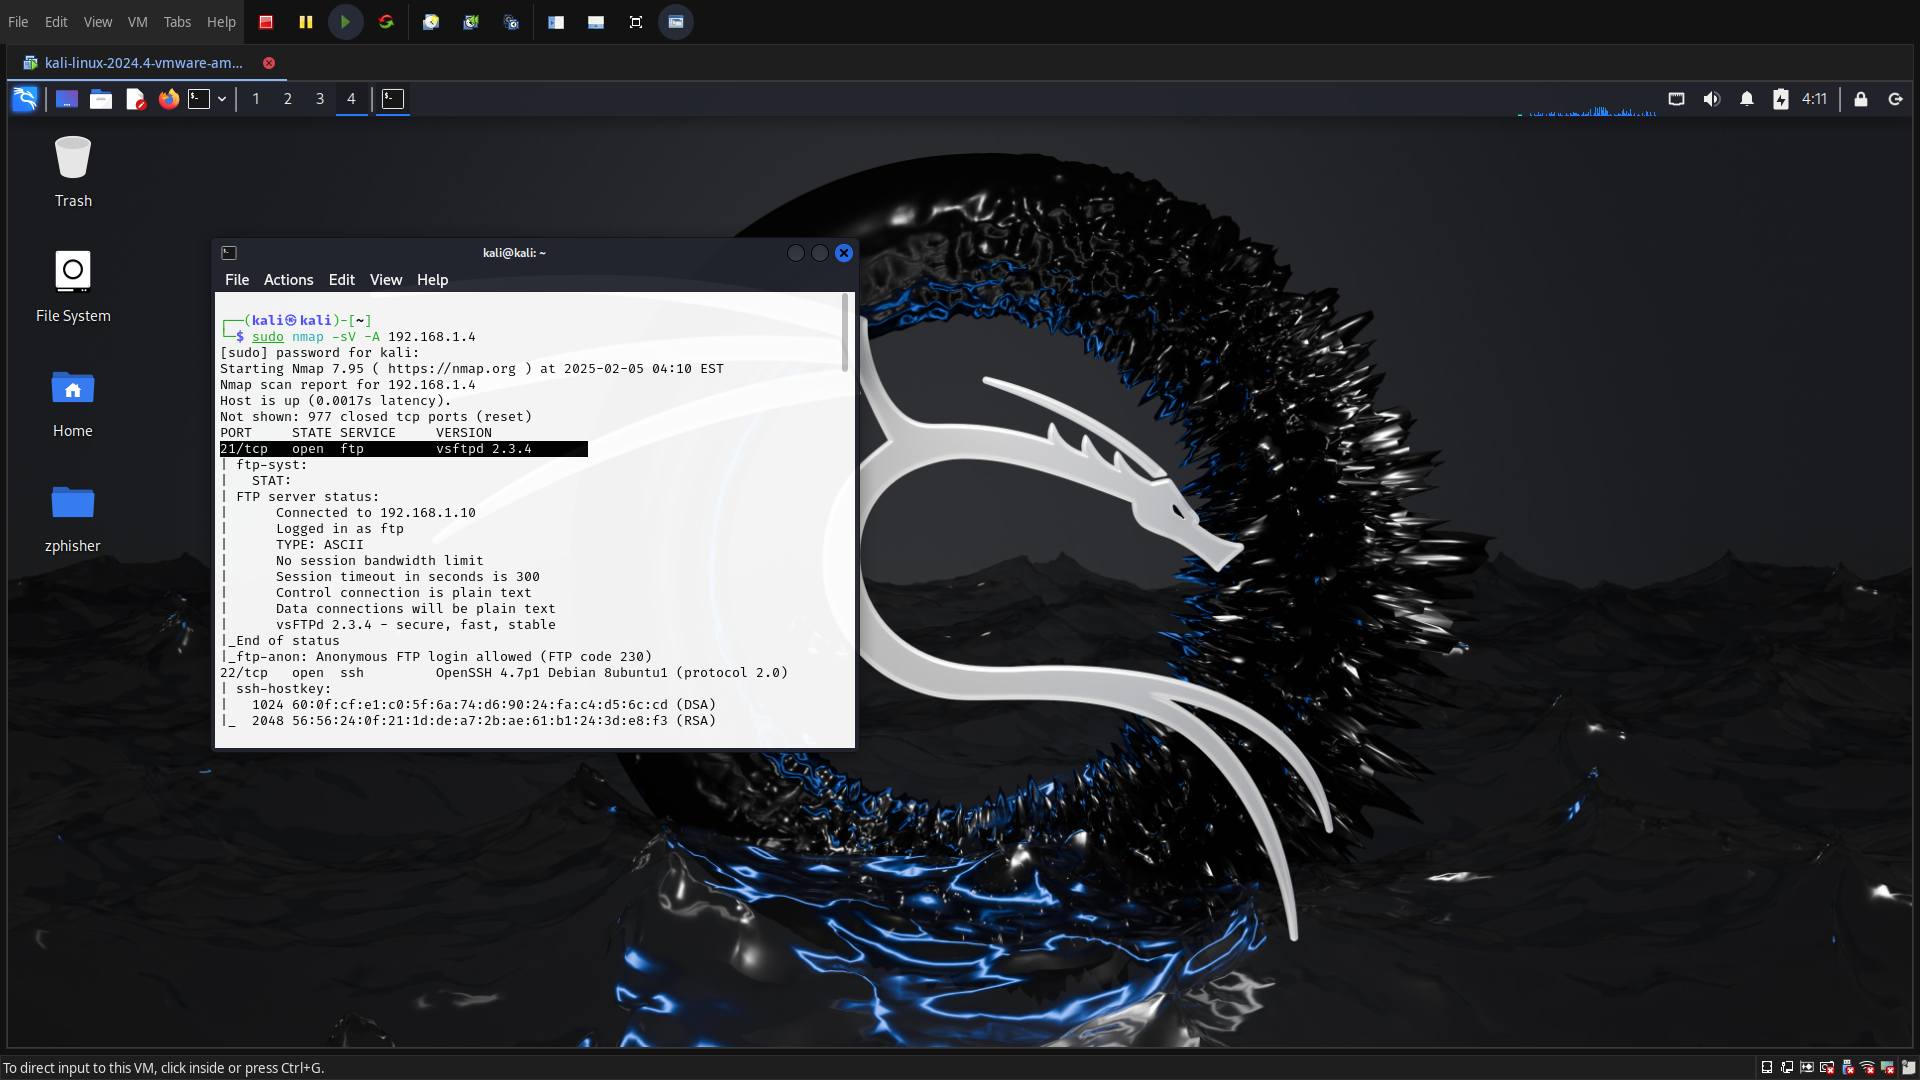 File Edit View VM Tabs Help
kali-linux-2024.4-vmware-am...
1 2 3 4
4:11
Trash
File System
Home
zphisher
kali@kali: ~
File Actions Edit View Help
┌──(kali㉿kali)-[~]
└─$ sudo nmap -sV -A 192.168.1.4
[sudo] password for kali:
Starting Nmap 7.95 ( https://nmap.org ) at 2025-02-05 04:10 EST
Nmap scan report for 192.168.1.4
Host is up (0.0017s latency).
Not shown: 977 closed tcp ports (reset)
PORT     STATE SERVICE     VERSION
21/tcp   open  ftp         vsftpd 2.3.4
| ftp-syst:
|   STAT:
| FTP server status:
|      Connected to 192.168.1.10
|      Logged in as ftp
|      TYPE: ASCII
|      No session bandwidth limit
|      Session timeout in seconds is 300
|      Control connection is plain text
|      Data connections will be plain text
|      vsFTPd 2.3.4 - secure, fast, stable
|_End of status
|_ftp-anon: Anonymous FTP login allowed (FTP code 230)
22/tcp   open  ssh         OpenSSH 4.7p1 Debian 8ubuntu1 (protocol 2.0)
| ssh-hostkey:
|   1024 60:0f:cf:e1:c0:5f:6a:74:d6:90:24:fa:c4:d5:6c:cd (DSA)
|_  2048 56:56:24:0f:21:1d:de:a7:2b:ae:61:b1:24:3d:e8:f3 (RSA)
To direct input to this VM, click inside or press Ctrl+G.